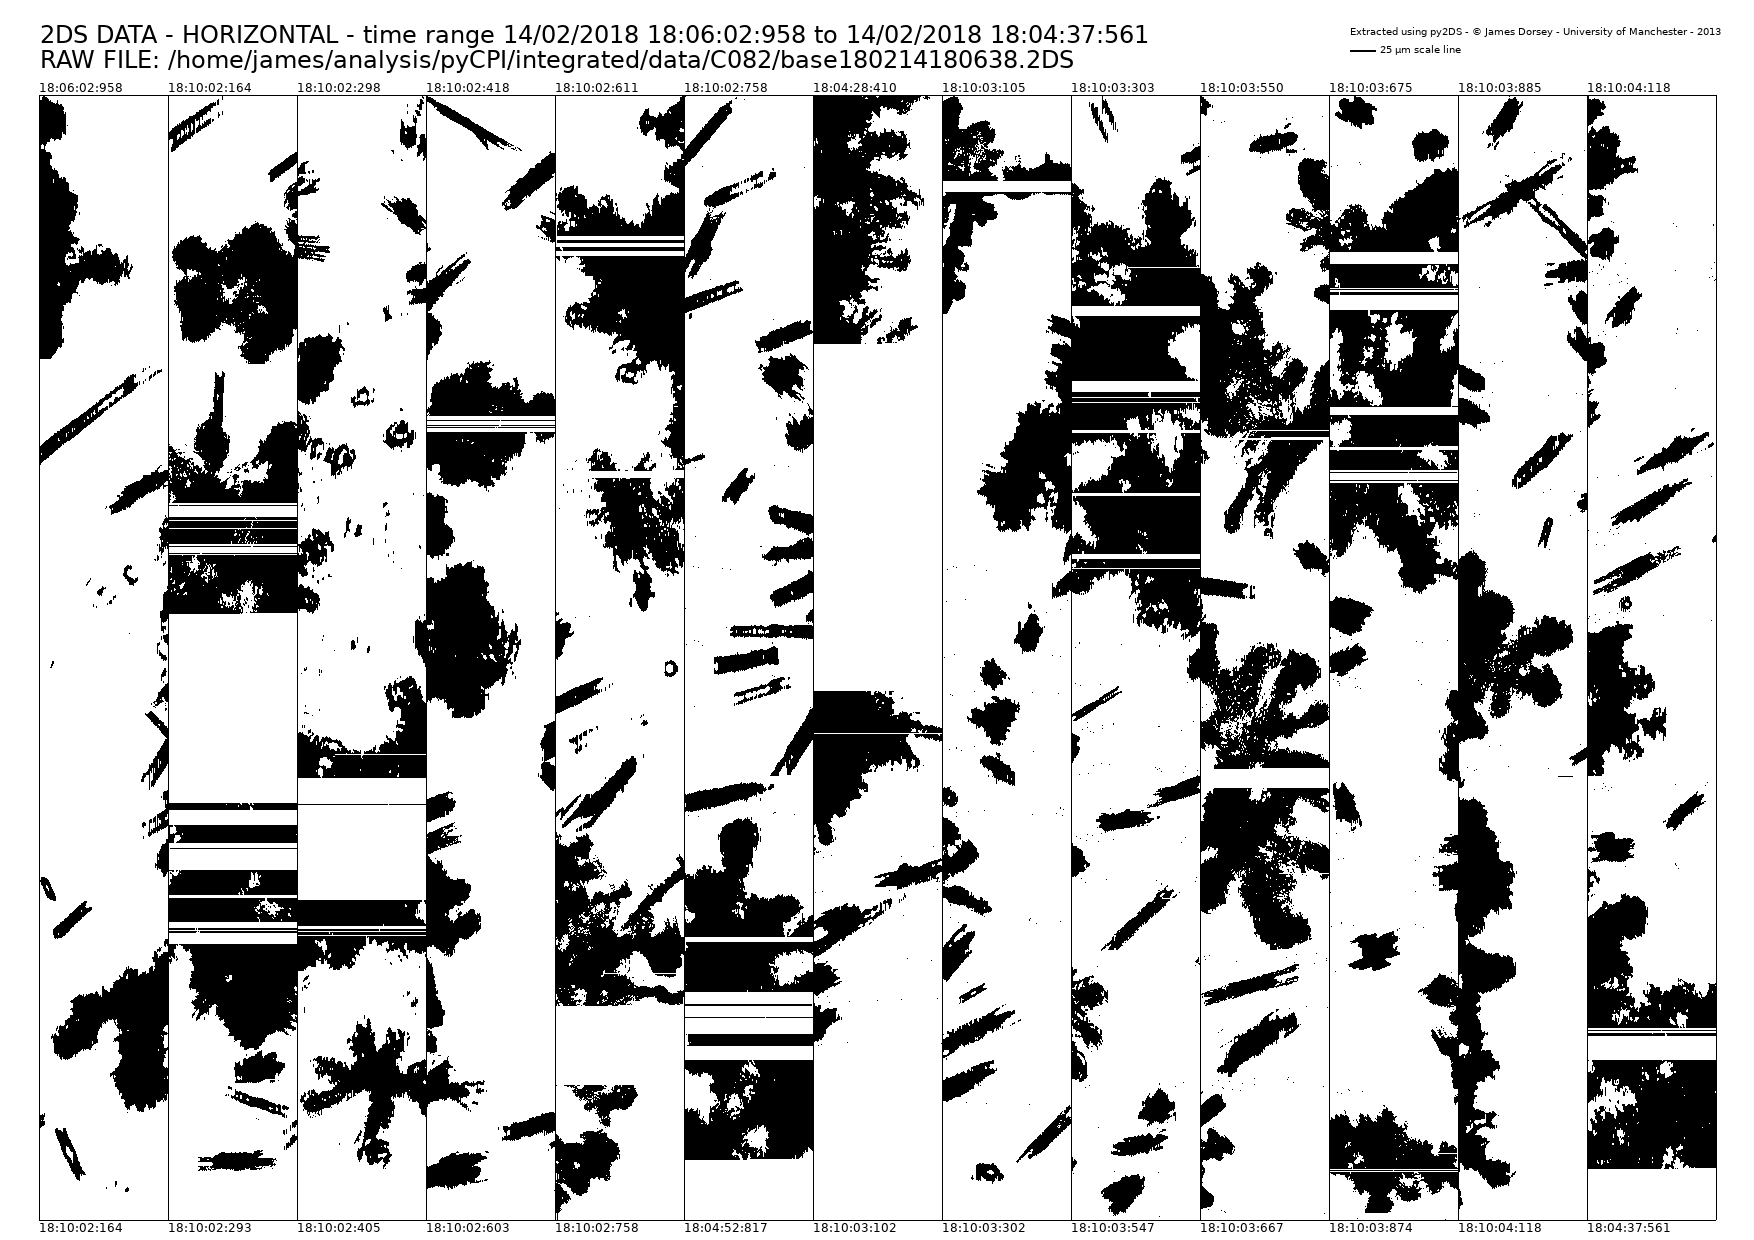 2DS DATA - HORIZONTAL - time range 14/02/2018 18:06:02:958 to 14/02/2018 18:04:37:561
RAW FILE: /home/james/analysis/pyCPI/integrated/data/C082/base180214180638.2DS
Extracted using py2DS - © James Dorsey - University of Manchester - 2013
25 µm scale line
18:06:02:958 18:10:02:164 18:10:02:298 18:10:02:418 18:10:02:611 18:10:02:758 18:04:28:410 18:10:03:105 18:10:03:303 18:10:03:550 18:10:03:675 18:10:03:885 18:10:04:118
18:10:02:164 18:10:02:293 18:10:02:405 18:10:02:603 18:10:02:758 18:04:52:817 18:10:03:102 18:10:03:302 18:10:03:547 18:10:03:667 18:10:03:874 18:10:04:118 18:04:37:561